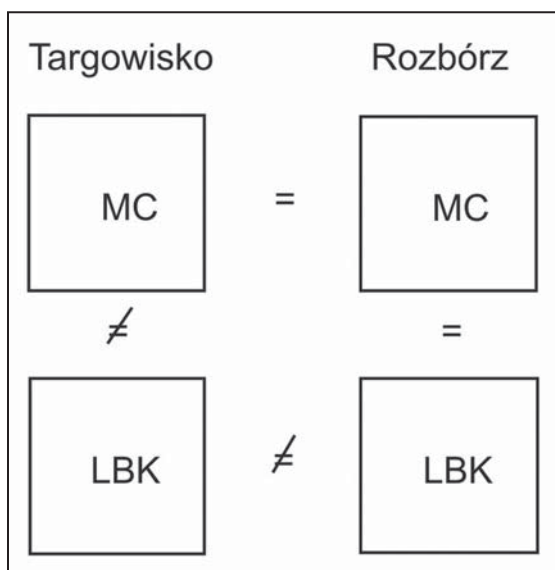 Targowisko Rozbórz
MC = MC
≠ =
LBK ≠ LBK